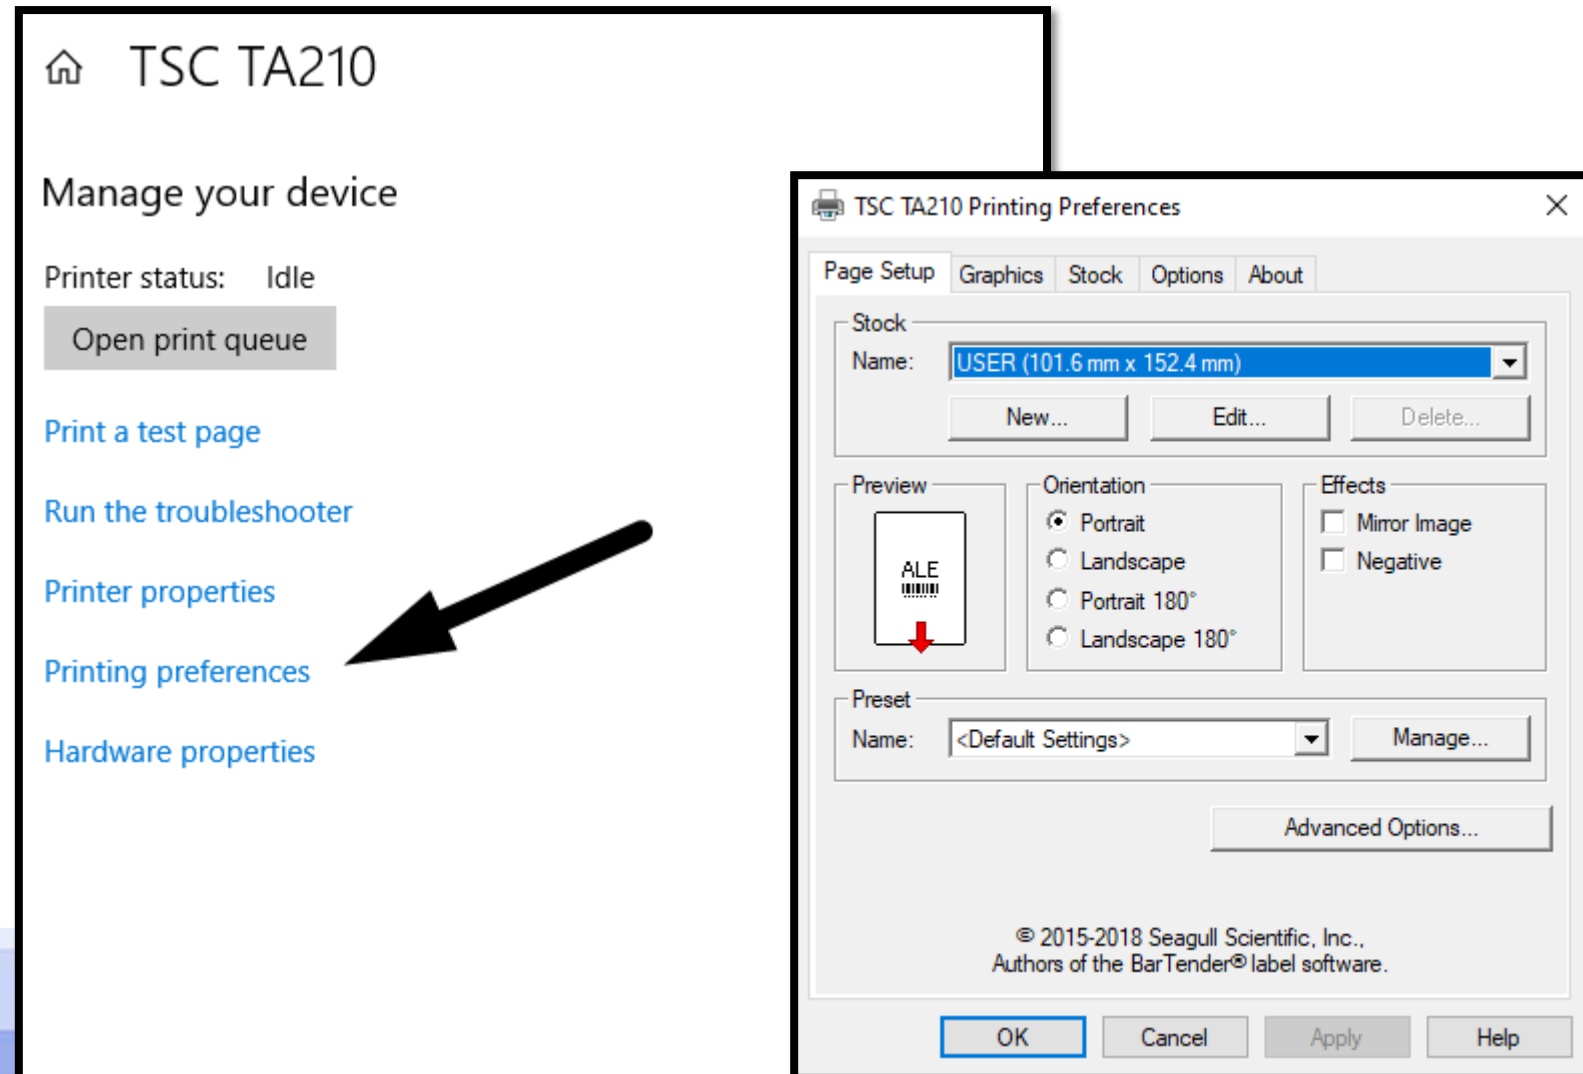 TSC TA210
Manage your device
Printer status: Idle
Open print queue
Print a test page
Run the troubleshooter
Printer properties
Printing preferences
Hardware properties
TSC TA210 Printing Preferences
Page Setup Graphics Stock Options About
Stock
Name: USER (101.6 mm x 152.4 mm)
New... Edit... Delete...
Preview
ALE
Orientation
Portrait
Landscape
Portrait 180°
Landscape 180°
Effects
Mirror Image
Negative
Preset
Name: <Default Settings> Manage...
Advanced Options...
© 2015-2018 Seagull Scientific, Inc.,
Authors of the BarTender® label software.
OK Cancel Apply Help